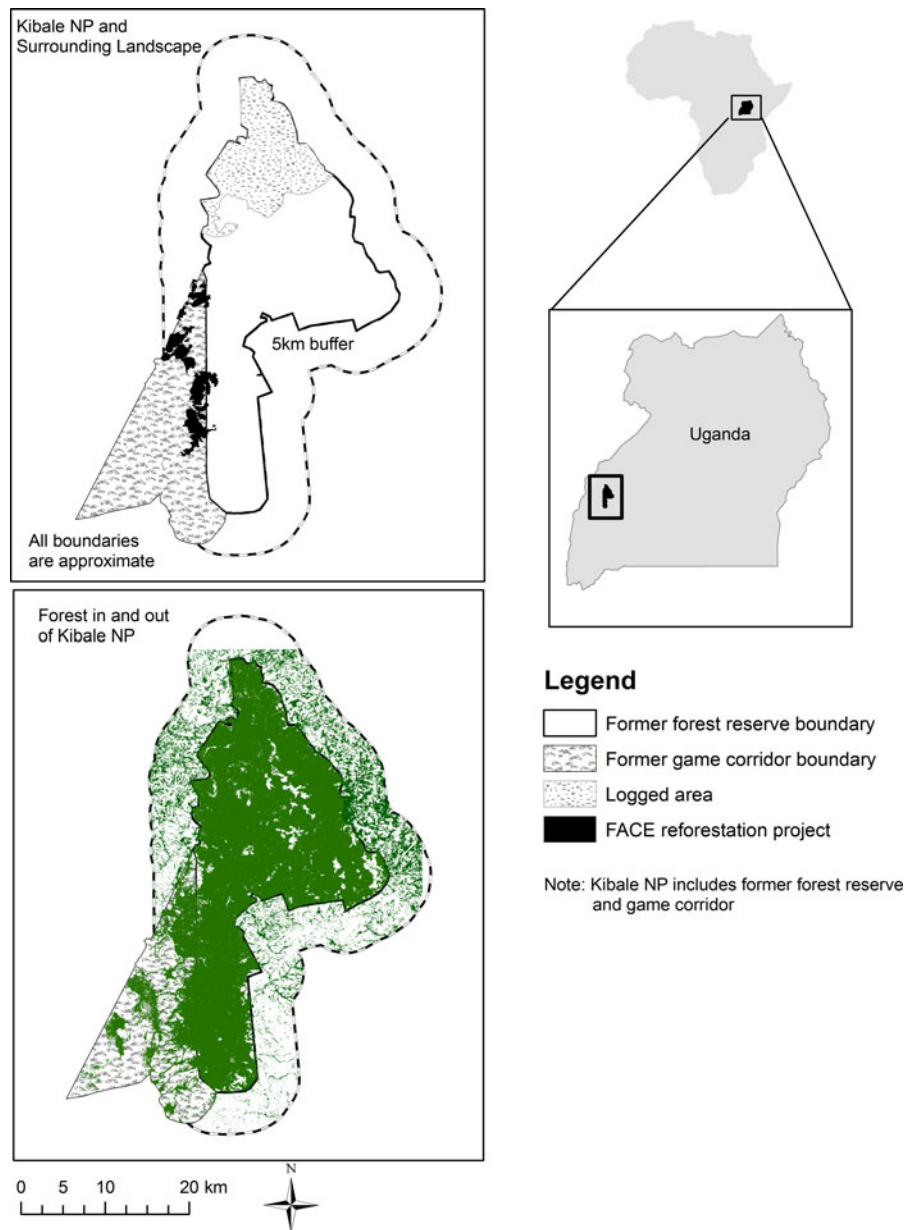 Kibale NP and
Surrounding Landscape
5km buffer
All boundaries
are approximate
Uganda
Forest in and out
of Kibale NP
Legend
Former forest reserve boundary
Former game corridor boundary
Logged area
FACE reforestation project
Note: Kibale NP includes former forest reserve
and game corridor
N
0 5 10 20 km